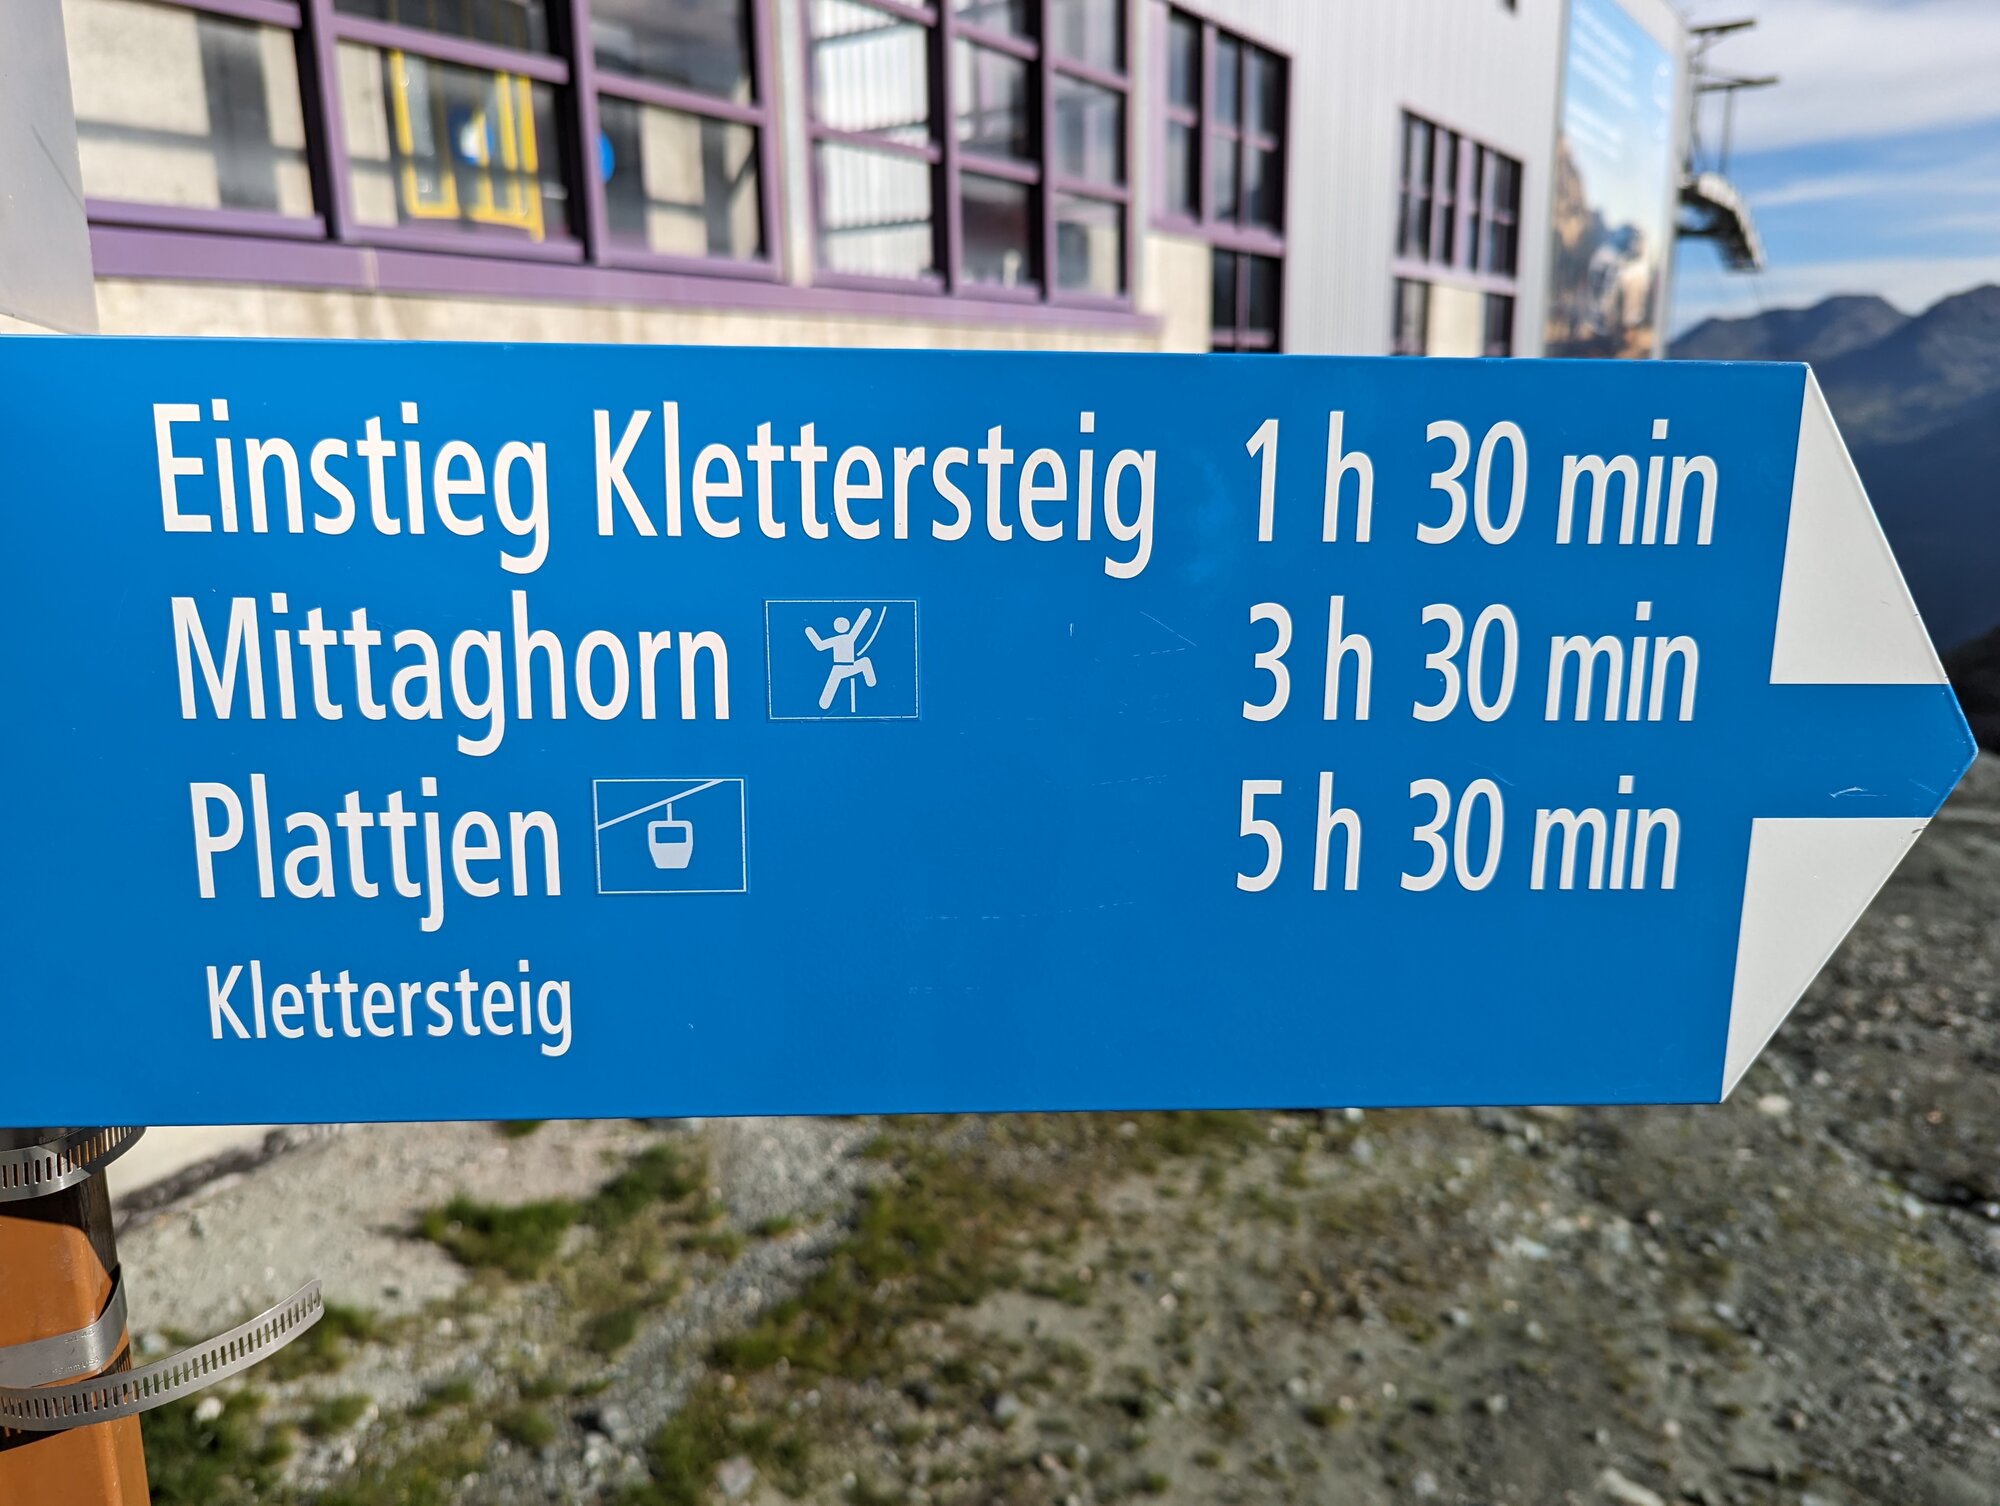 Einstieg Klettersteig 1 h 30 min
Mittaghorn 3 h 30 min
Plattjen 5 h 30 min
Klettersteig